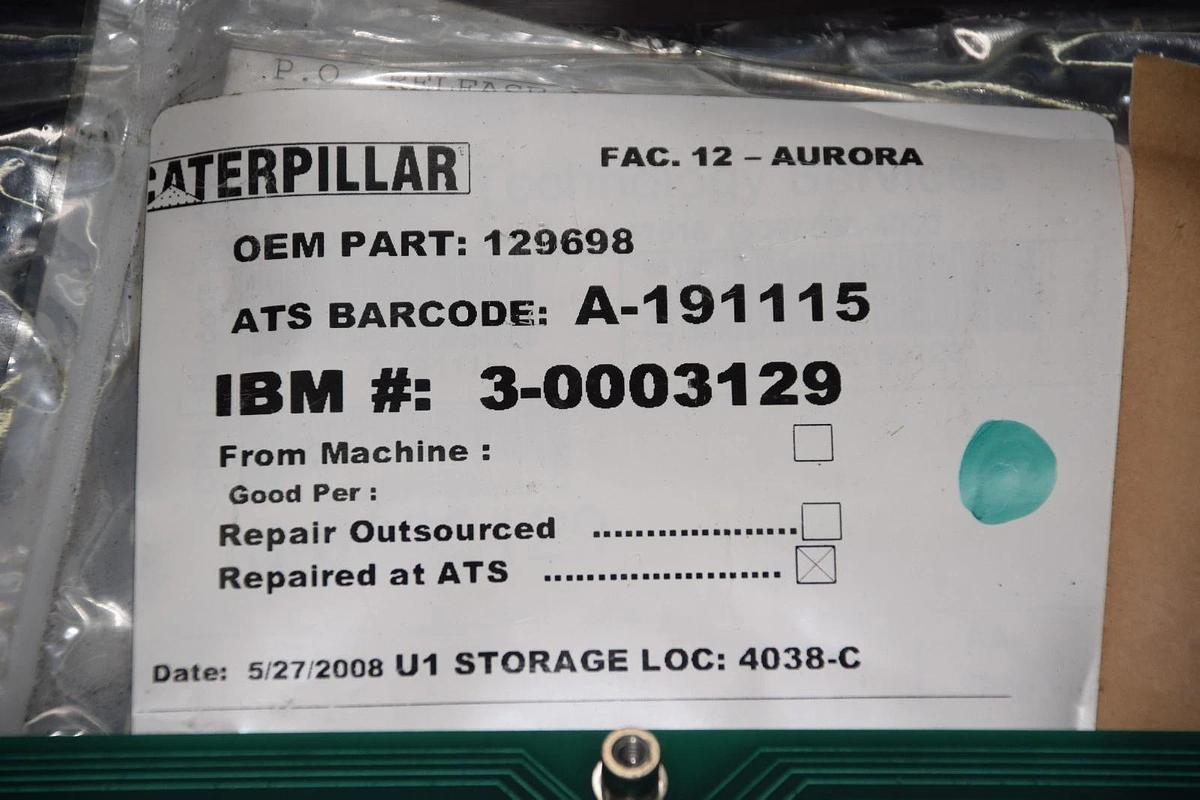 P.O. RELEASE
CATERPILLAR
FAC. 12 – AURORA
OEM PART: 129698
ATS BARCODE: A-191115
IBM #: 3-0003129
From Machine :
Good Per :
Repair Outsourced ...................
Repaired at ATS ......................
Date: 5/27/2008 U1 STORAGE LOC: 4038-C